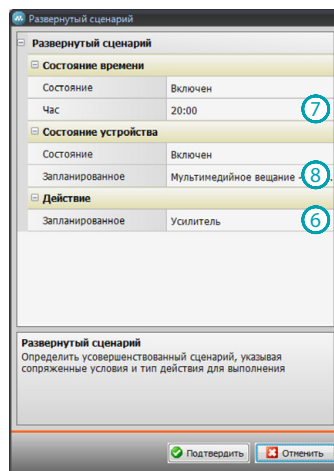 Развернутый сценарий
Развернутый сценарий
Состояние времени
Состояние Включен
Час 20:00 7
Состояние устройства
Состояние Включен
Запланированное Мультимедийное вещание - 8
Действие
Запланированное Усилитель 6
Развернутый сценарий
Определить усовершенствованный сценарий, указывая
сопряженные условия и тип действия для выполнения
Подтвердить Отменить